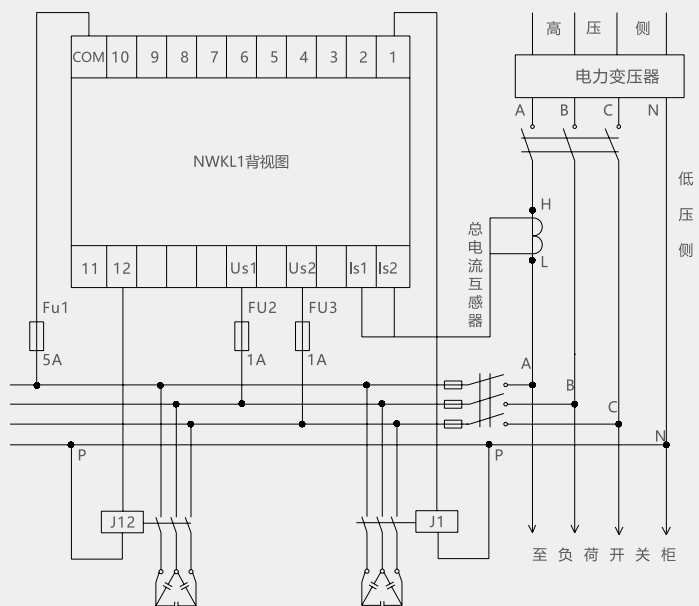 高 压 侧
COM 10 9 8 7 6 5 4 3 2 1
电力变压器
A B C N
NWKL1背视图
低压侧
H
总电流互感器
L
11 12 Us1 Us2 Is1 Is2
Fu1 FU2 FU3
5A 1A 1A
A
B
C
N
P P
J12 J1
至 负 荷 开 关 柜